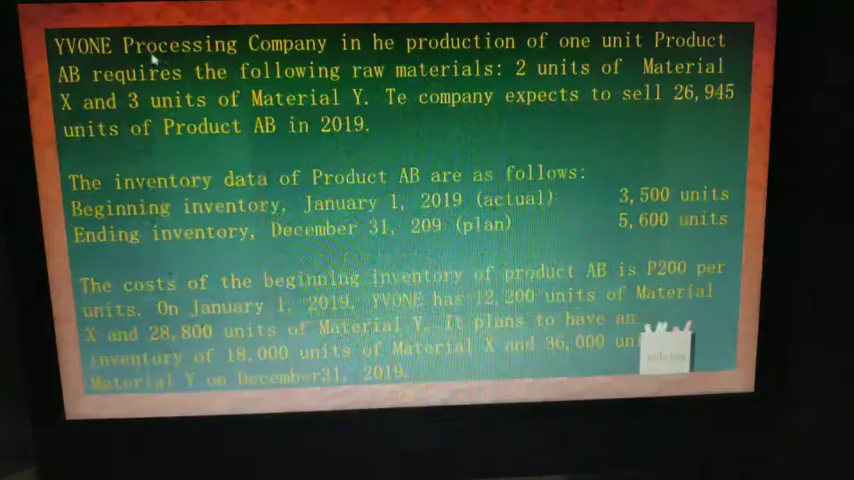 YVONE Processing Company in he production of one unit Product
AB requires the following raw materials: 2 units of Material
X and 3 units of Material Y. Te company expects to sell 26,945
units of Product AB in 2019.
The inventory data of Product AB are as follows:
Beginning inventory, January 1, 2019 (actual) 3,500 units
Ending inventory, December 31, 209 (plan) 5,600 units
The costs of the beginning inventory of product AB is P200 per
units. On January 1, 2019, YVONE has 12,200 units of Material
X and 28,800 units of Material Y. It plans to have an
inventory of 18,000 units of Material X and 36,000 uni
Material Y on December31, 2019.